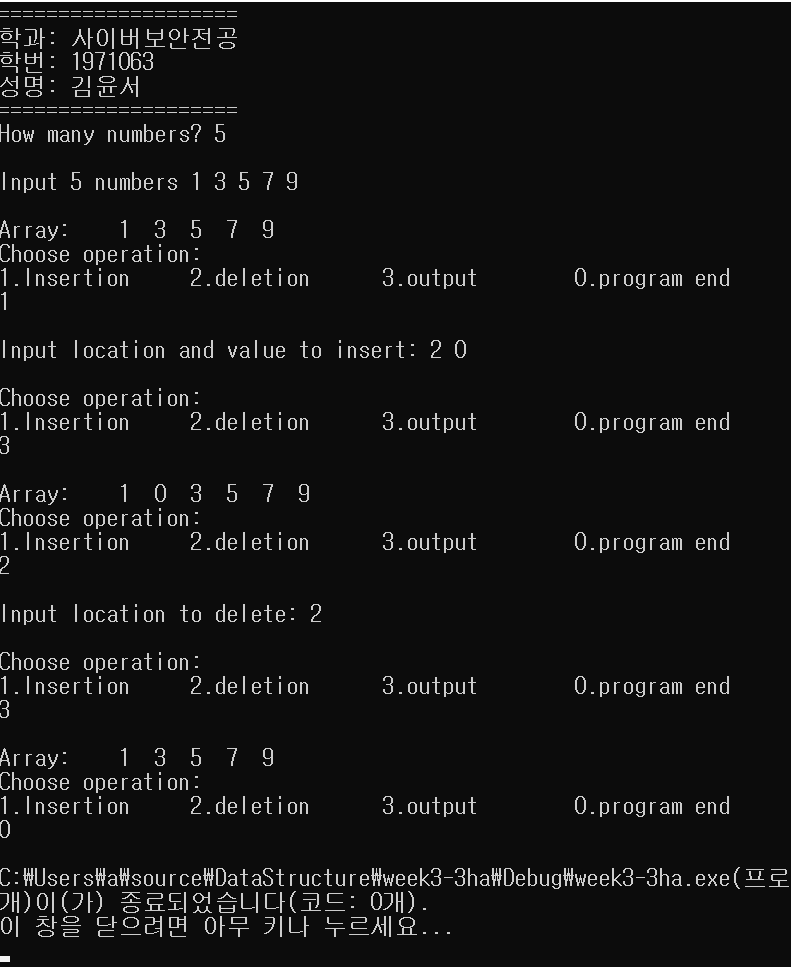 ====================
학과: 사이버보안전공
학번: 1971063
성명: 김윤서
====================
How many numbers? 5
Input 5 numbers 1 3 5 7 9
Array:    1  3  5  7  9
Choose operation:
1.Insertion     2.deletion      3.output        0.program end
1
Input location and value to insert: 2 0
Choose operation:
1.Insertion     2.deletion      3.output        0.program end
3
Array:    1  0  3  5  7  9
Choose operation:
1.Insertion     2.deletion      3.output        0.program end
2
Input location to delete: 2
Choose operation:
1.Insertion     2.deletion      3.output        0.program end
3
Array:    1  3  5  7  9
Choose operation:
1.Insertion     2.deletion      3.output        0.program end
0
C:₩Users₩a₩source₩DataStructure₩week3-3ha₩Debug₩week3-3ha.exe(프로
개)이(가) 종료되었습니다(코드: 0개).
이 창을 닫으려면 아무 키나 누르세요...